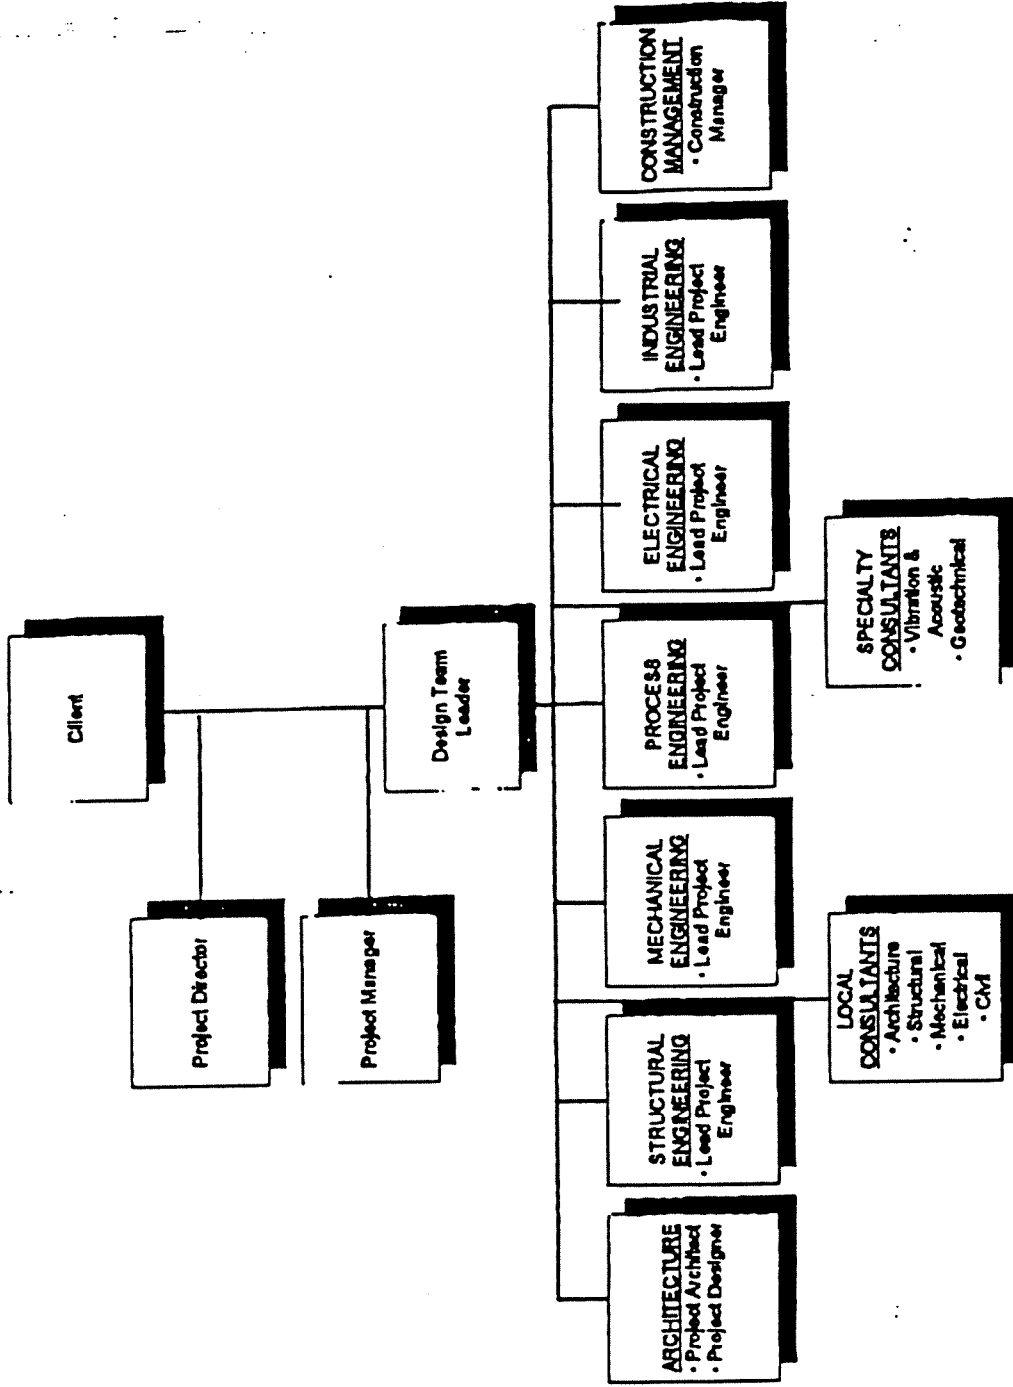 Client
Project Director
Project Manager
Design Team
Leader
ARCHITECTURE
• Project Architect
• Project Designer
STRUCTURAL
ENGINEERING
• Lead Project
Engineer
MECHANICAL
ENGINEERING
• Lead Project
Engineer
PROCESS
ENGINEERING
• Lead Project
Engineer
ELECTRICAL
ENGINEERING
• Lead Project
Engineer
INDUSTRIAL
ENGINEERING
• Lead Project
Engineer
CONSTRUCTION
MANAGEMENT
• Construction
Manager
LOCAL
CONSULTANTS
• Architecture
• Structural
• Mechanical
• Electrical
• Civil
SPECIALTY
CONSULTANTS
• Vibration &
Acoustic
• Geotechnical